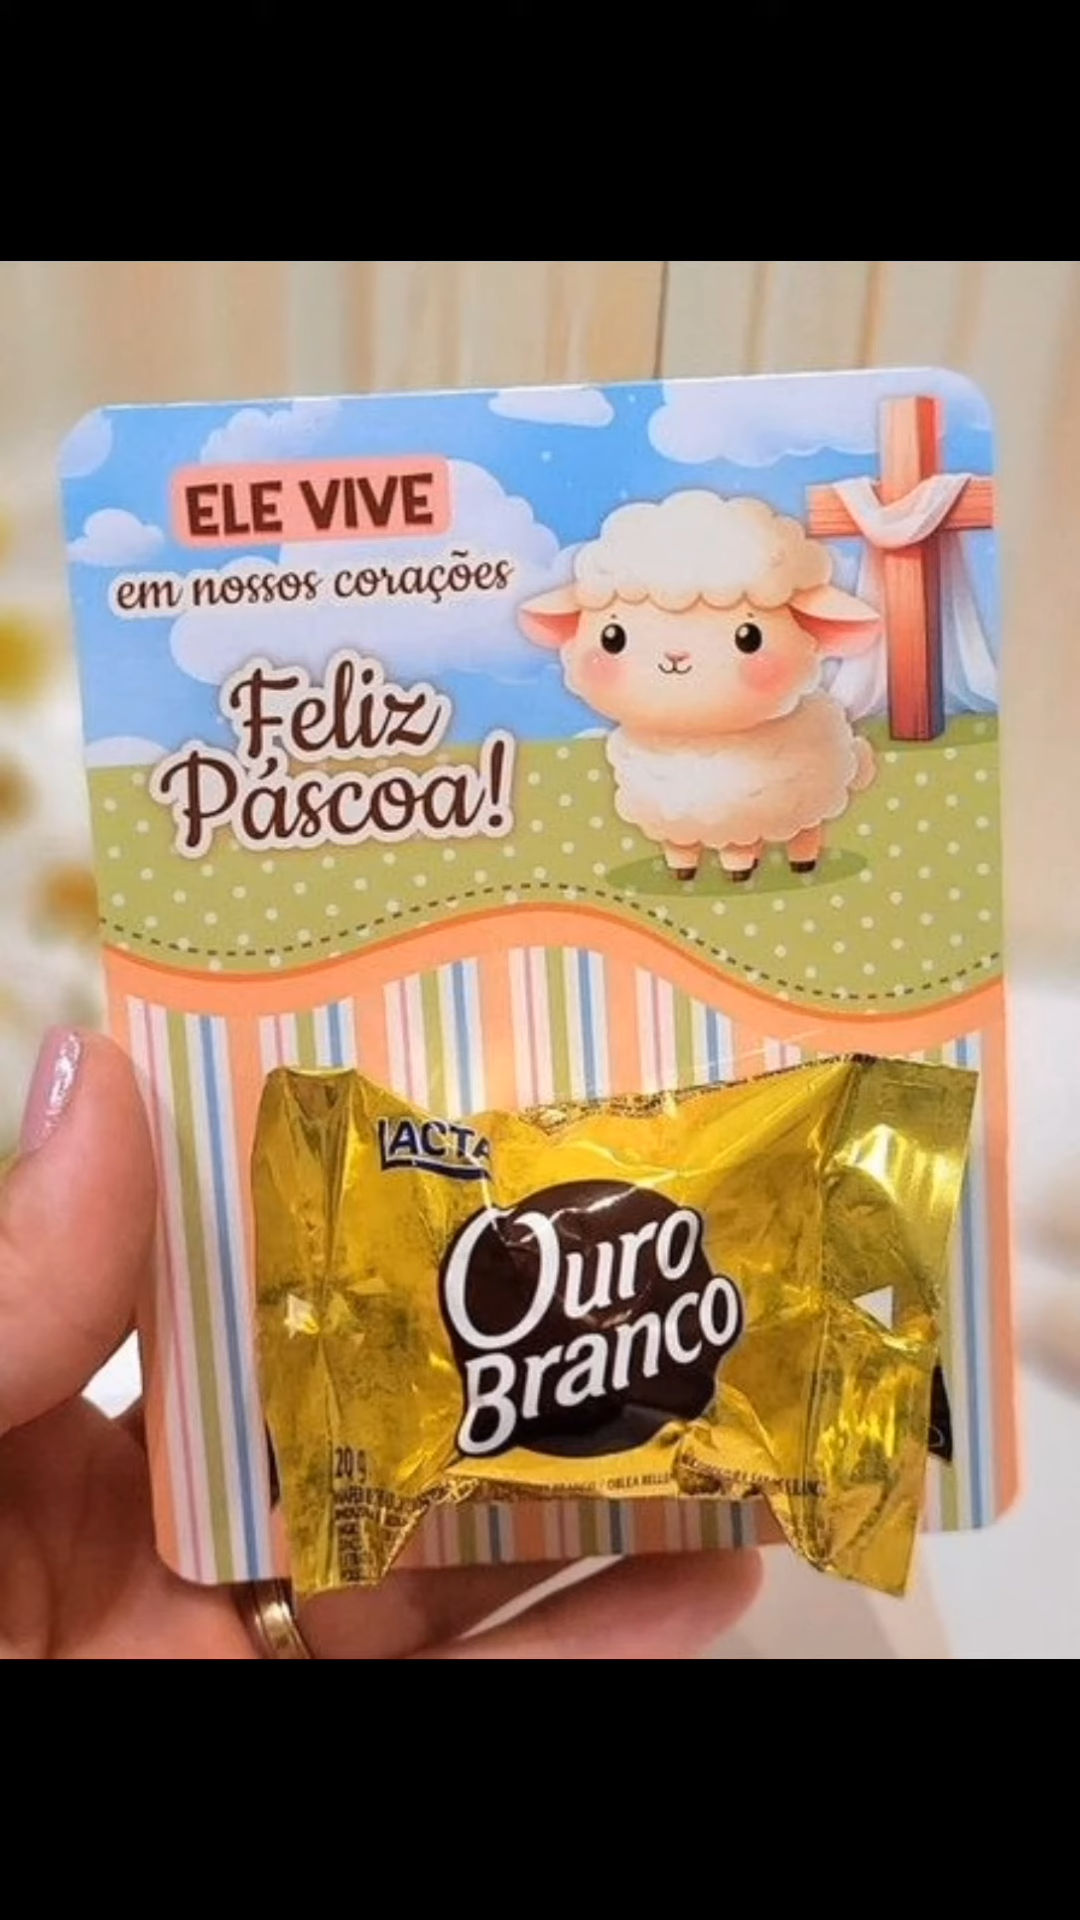 ELE VIVE
em nossos corações
Feliz
Páscoa!
LACTA
Ouro
Branco
20 g